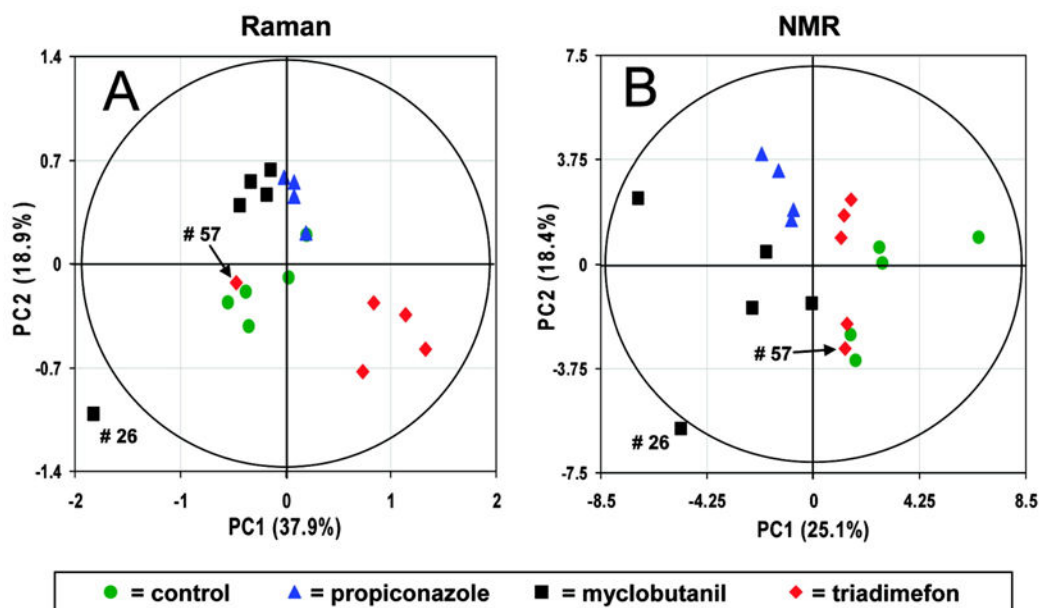 Raman
NMR
A
1.4
0.7
0
-0.7
-1.4
PC2 (18.9%)
# 57
# 26
-2
-1
0
1
2
PC1 (37.9%)
B
7.5
3.75
0
-3.75
-7.5
PC2 (18.4%)
# 57
# 26
-8.5
-4.25
0
4.25
8.5
PC1 (25.1%)
= control = propiconazole = myclobutanil = triadimefon